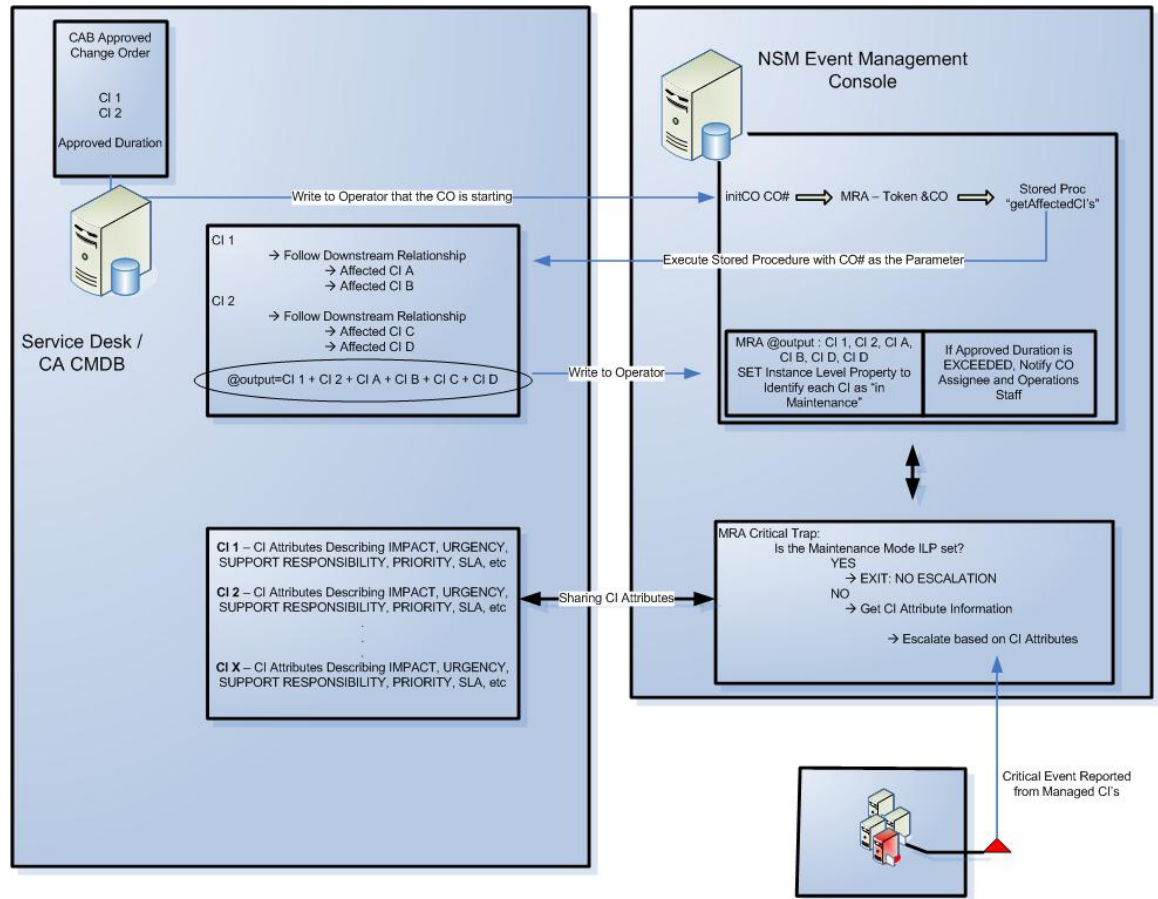 CAB Approved
Change Order
CI 1
CI 2
Approved Duration
Service Desk /
CA CMDB
Write to Operator that the CO is starting
CI 1
→ Follow Downstream Relationship
→ Affected CI A
→ Affected CI B
CI 2
→ Follow Downstream Relationship
→ Affected CI C
→ Affected CI D
@output=CI 1 + CI 2 + CI A + CI B + CI C + CI D
Write to Operator
CI 1 – CI Attributes Describing IMPACT, URGENCY,
SUPPORT RESPONSIBILITY, PRIORITY, SLA, etc
CI 2 – CI Attributes Describing IMPACT, URGENCY,
SUPPORT RESPONSIBILITY, PRIORITY, SLA, etc
.
.
.
CI X – CI Attributes Describing IMPACT, URGENCY,
SUPPORT RESPONSIBILITY, PRIORITY, SLA, etc
Sharing CI Attributes
NSM Event Management
Console
initCO CO#
MRA – Token &CO
Stored Proc
"getAffectedCI's"
Execute Stored Procedure with CO# as the Parameter
MRA @output : CI 1, CI 2, CI A,
CI B, CI D, CI D
SET Instance Level Property to
Identify each CI as "in
Maintenance"
If Approved Duration is
EXCEEDED, Notify CO
Assignee and Operations
Staff
MRA Critical Trap:
Is the Maintenance Mode ILP set?
YES
→ EXIT: NO ESCALATION
NO
→ Get CI Attribute Information
→ Escalate based on CI Attributes
Critical Event Reported
from Managed CI's